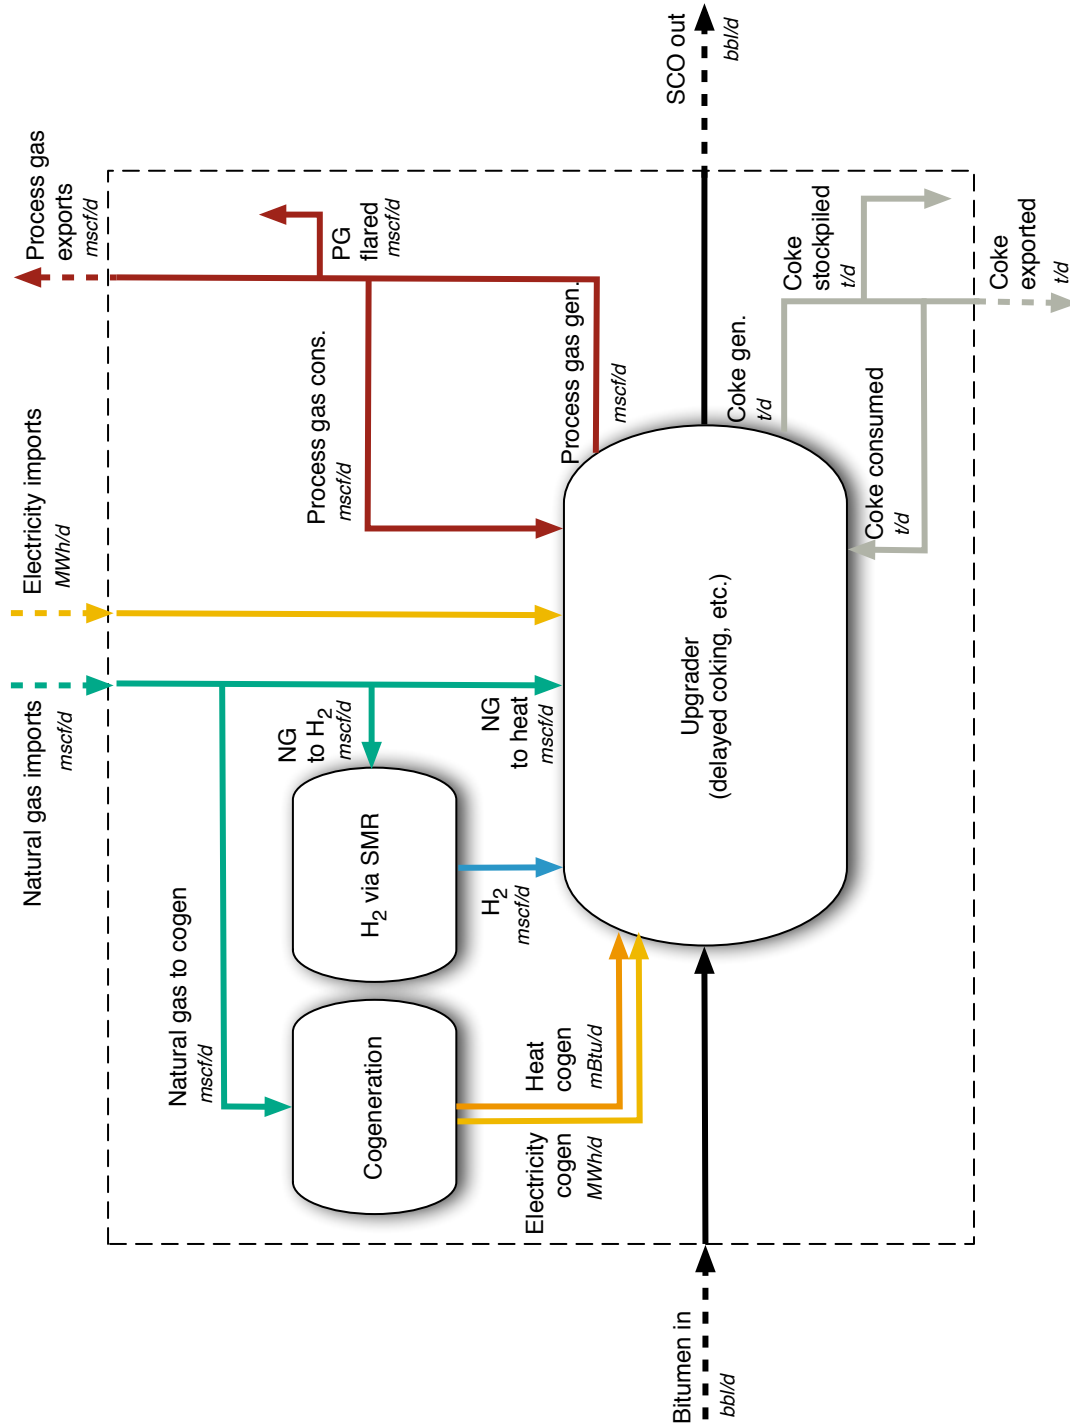 Natural gas imports
mscf/d
Electricity imports
MWh/d
Process gas
exports
mscf/d
Natural gas to cogen
mscf/d
NG
to H2
mscf/d
Process gas cons.
mscf/d
PG
flared
mscf/d
Cogeneration
H2 via SMR
H2
mscf/d
NG
to heat
mscf/d
Process gas gen.
mscf/d
Electricity
cogen
MWh/d
Heat
cogen
mBtu/d
Bitumen in
bbl/d
Upgrader
(delayed coking, etc.)
SCO out
bbl/d
Coke gen.
t/d
Coke
stockpiled
t/d
Coke consumed
t/d
Coke
exported
t/d